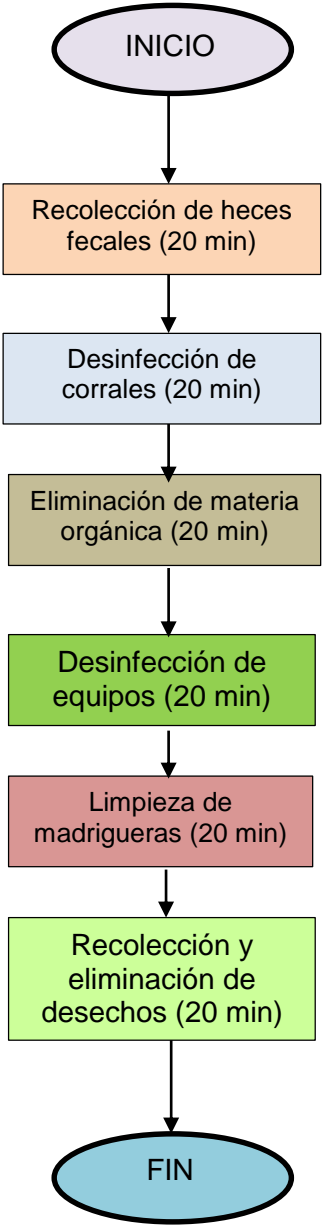 INICIO
Recolección de heces
fecales (20 min)
Desinfección de
corrales (20 min)
Eliminación de materia
orgánica (20 min)
Desinfección de
equipos (20 min)
Limpieza de
madrigueras (20 min)
Recolección y
eliminación de
desechos (20 min)
FIN